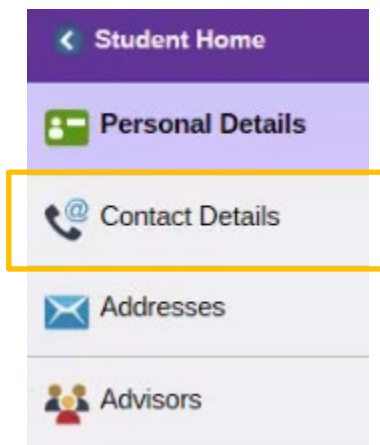 Student Home
Personal Details
Contact Details
Addresses
Advisors